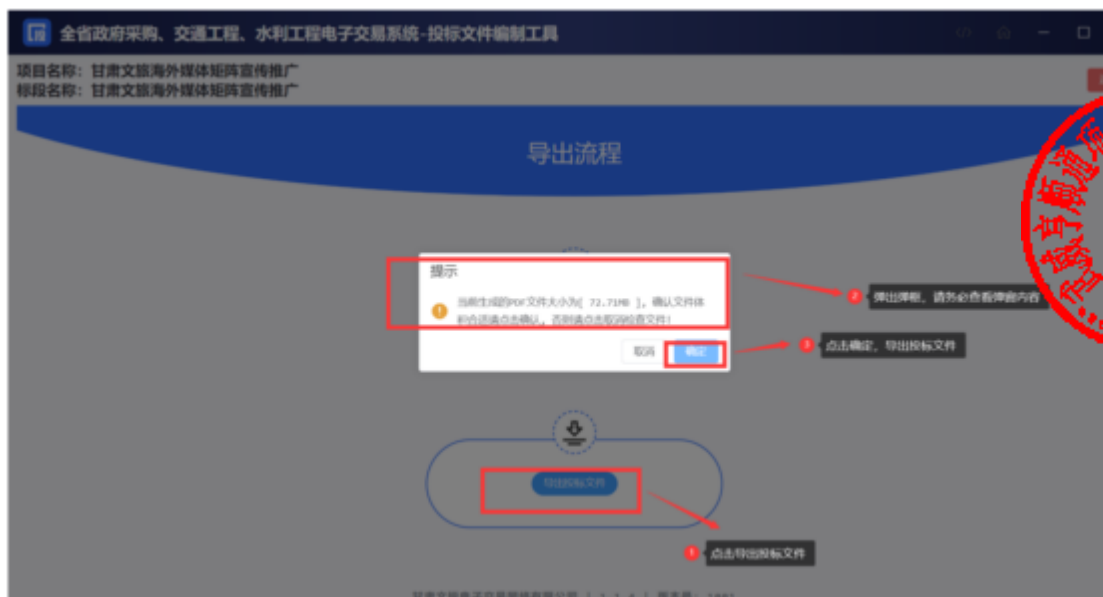 全省政府采购、交通工程、水利工程电子交易系统-投标文件编制工具
项目名称：甘肃文旅海外媒体矩阵宣传推广
标段名称：甘肃文旅海外媒体矩阵宣传推广
导出流程
提示
当前生成的PDF文件大小为[ 72.71MB ]，确认文件体
积合适请点击确认，否则请点击取消检查文件!
取消 确定
2 弹出弹框，请务必查看弹窗内容
3 点击确定，导出投标文件
导出投标文件
1 点击导出投标文件